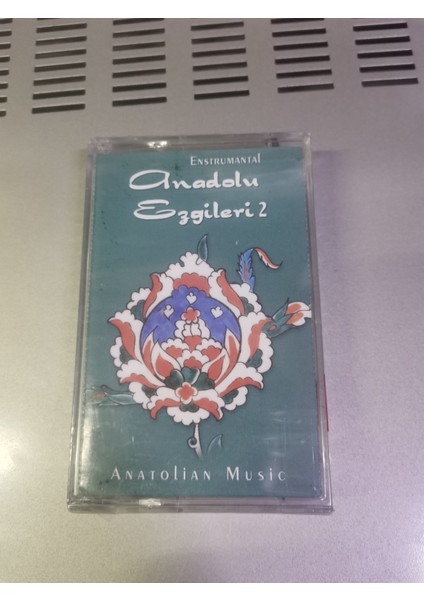 Enstrumantal
Anadolu
Ezgileri 2
Anatolian Music